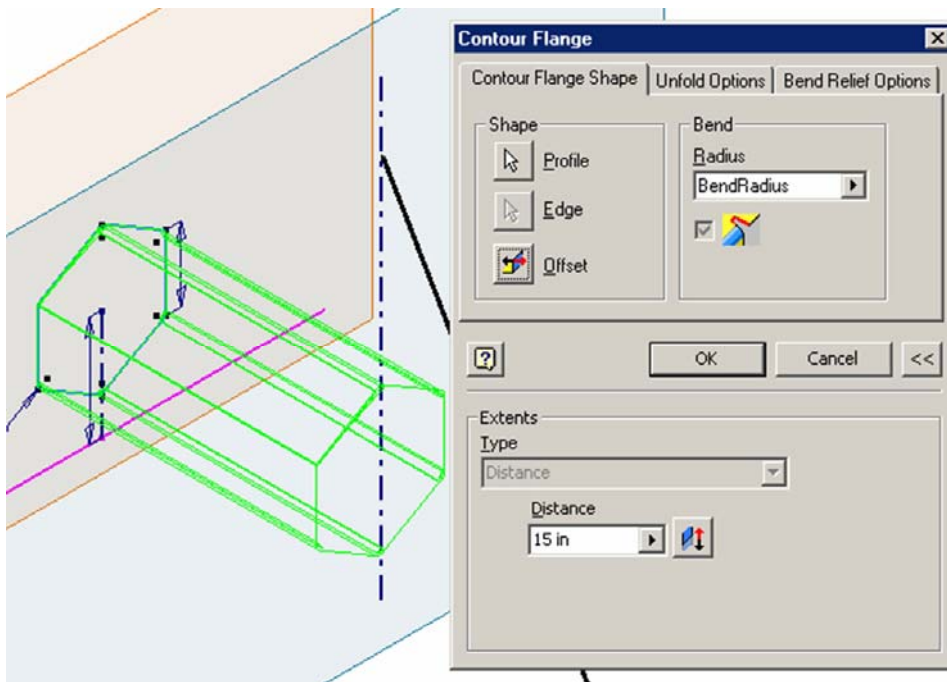 Contour Flange
Contour Flange Shape Unfold Options Bend Relief Options
Shape
Profile
Edge
Offset
Bend
Radius
BendRadius
OK Cancel <<
Extents
Type
Distance
Distance
15 in